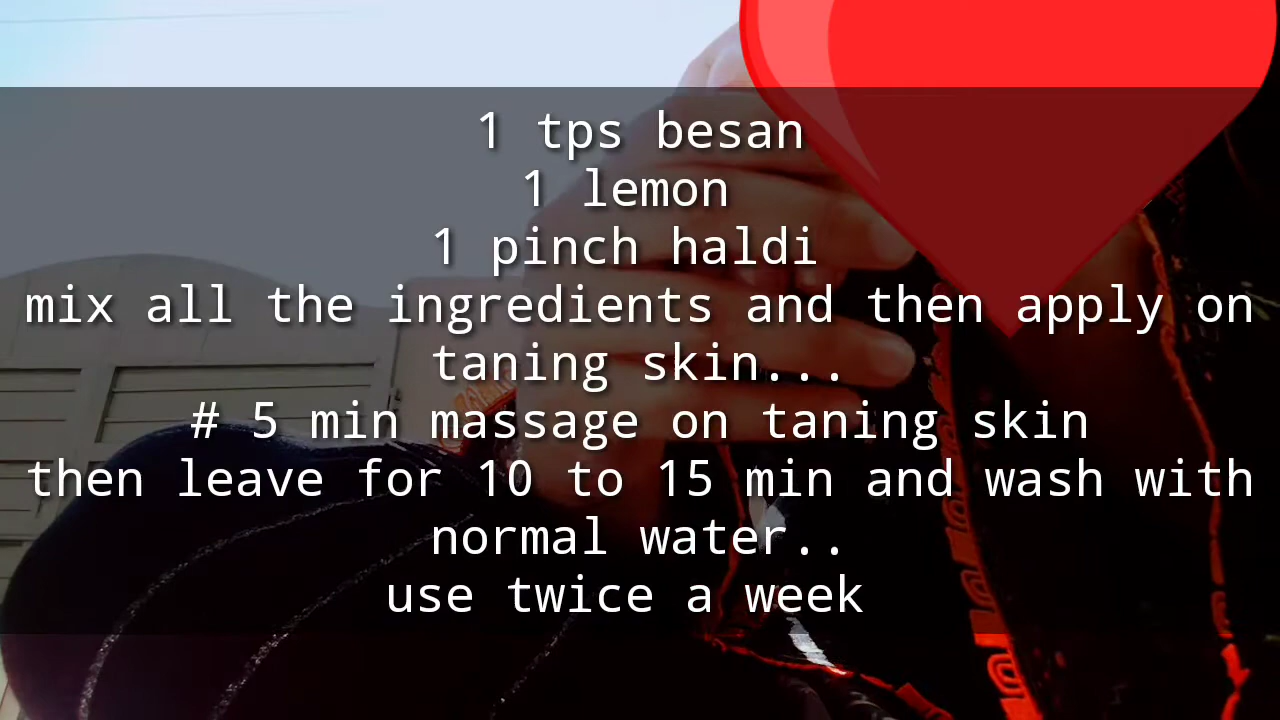 1 tps besan
1 lemon
1 pinch haldi
mix all the ingredients and then apply on
taning skin...
# 5 min massage on taning skin
then leave for 10 to 15 min and wash with
normal water..
use twice a week